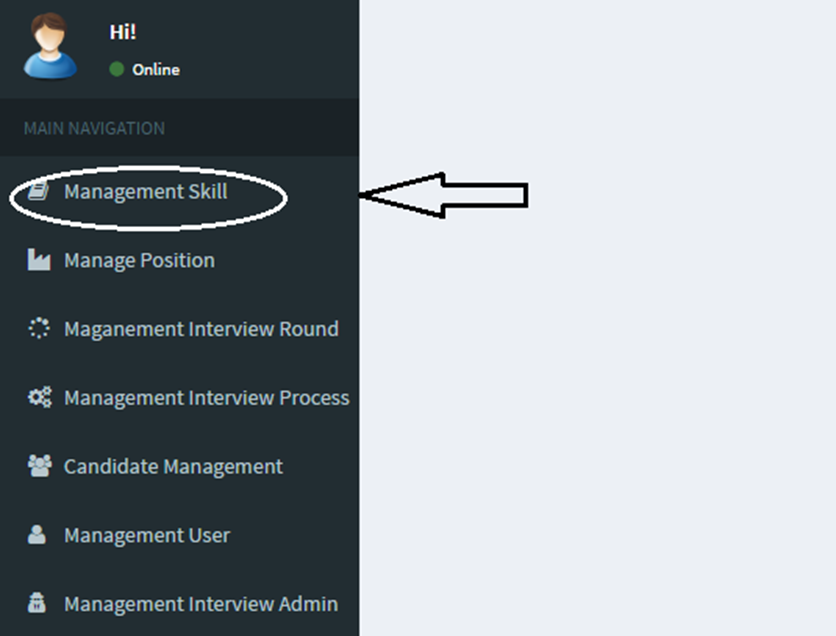 Hi!
Online
MAIN NAVIGATION
Management Skill
Manage Position
Maganement Interview Round
Management Interview Process
Candidate Management
Management User
Management Interview Admin